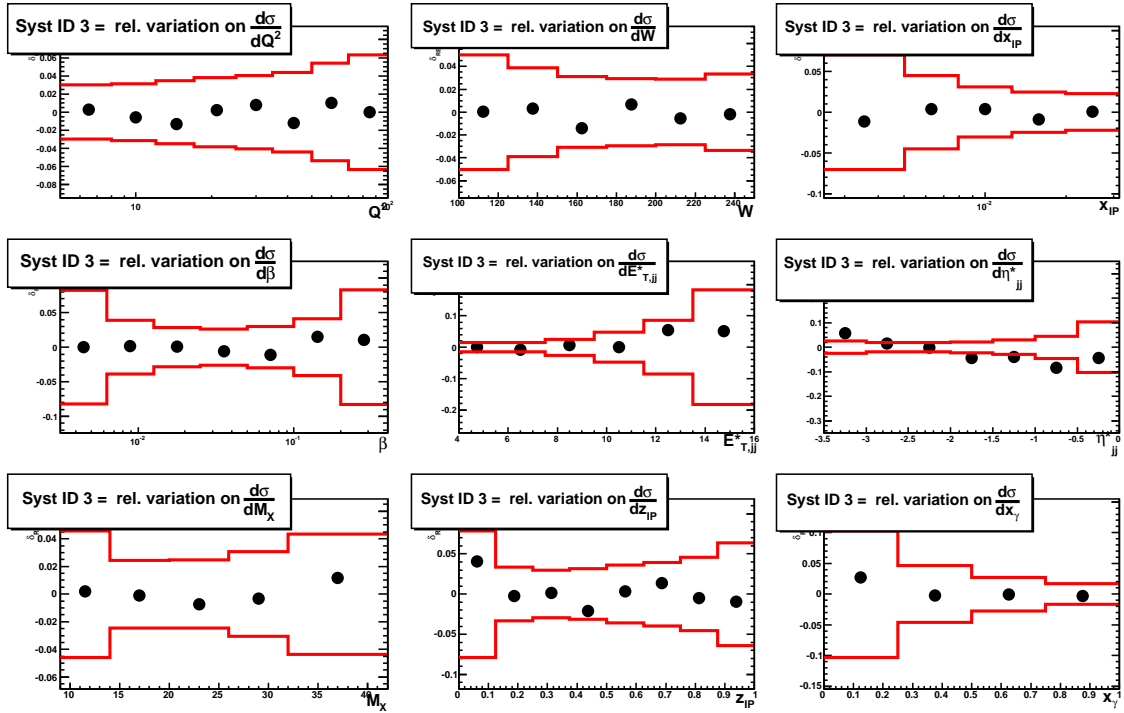 Syst ID 3 = rel. variation on dσ/dQ²
0.06
0.04
0.02
0
-0.02
-0.04
-0.06
-0.08
10
Q²
Syst ID 3 = rel. variation on dσ/dW
δ
0.06
0.04
0.02
0
-0.02
-0.04
-0.06
-0.08
100 120 140 160 180 200 220 240
W
Syst ID 3 = rel. variation on dσ/dx_IP
0.05
0
-0.05
-0.1
10⁻²
x_IP
Syst ID 3 = rel. variation on dσ/dβ
0.05
0
-0.05
-0.1
10⁻² 10⁻¹
β
Syst ID 3 = rel. variation on dσ/dE*_T,jj
0.1
0
-0.1
-0.2
4 6 8 10 12 14 16
E*_T,jj
Syst ID 3 = rel. variation on dσ/dη*_jj
0.1
0
-0.1
-0.2
-0.3
-3.5 -3 -2.5 -2 -1.5 -1 -0.5 0
η*_jj
Syst ID 3 = rel. variation on dσ/dM_X
0.04
0.02
0
-0.02
-0.04
-0.06
10 15 20 25 30 35 40
M_X
Syst ID 3 = rel. variation on dσ/dz_IP
0.05
0
-0.05
-0.1
0 0.1 0.2 0.3 0.4 0.5 0.6 0.7 0.8 0.9 1
z_IP
Syst ID 3 = rel. variation on dσ/dx_γ
0.1
0.05
0
-0.05
-0.1
-0.15
0 0.1 0.2 0.3 0.4 0.5 0.6 0.7 0.8 0.9 1
x_γ